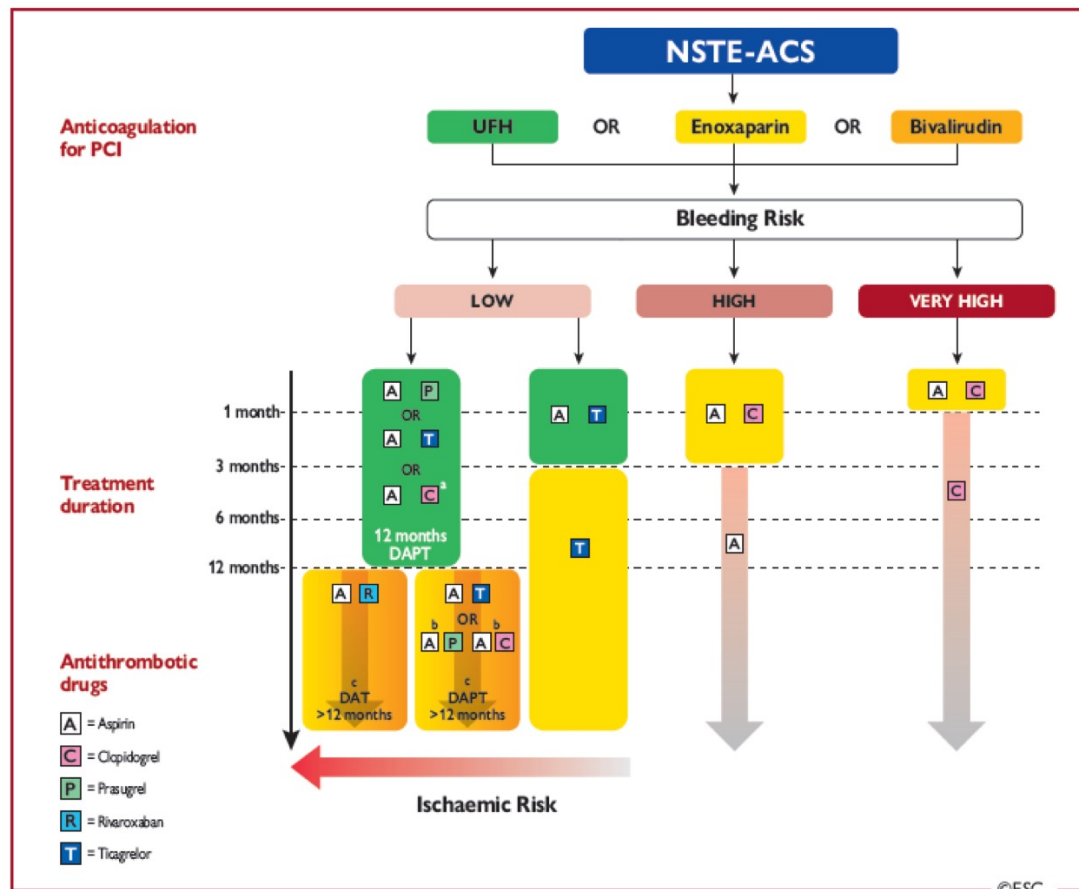 NSTE-ACS
Anticoagulation
for PCI
UFH OR Enoxaparin OR Bivalirudin
Bleeding Risk
LOW HIGH VERY HIGH
A P
OR
A T
OR
A C a
12 months
DAPT
A T
T
A C
A
A C
C
1 month
3 months
6 months
12 months
Treatment
duration
A R
c
DAT
>12 months
A T
OR
b b
A P A C
c
DAPT
>12 months
Ischaemic Risk
Antithrombotic
drugs
A = Aspirin
C = Clopidogrel
P = Prasugrel
R = Rivaroxaban
T = Ticagrelor
©ESC